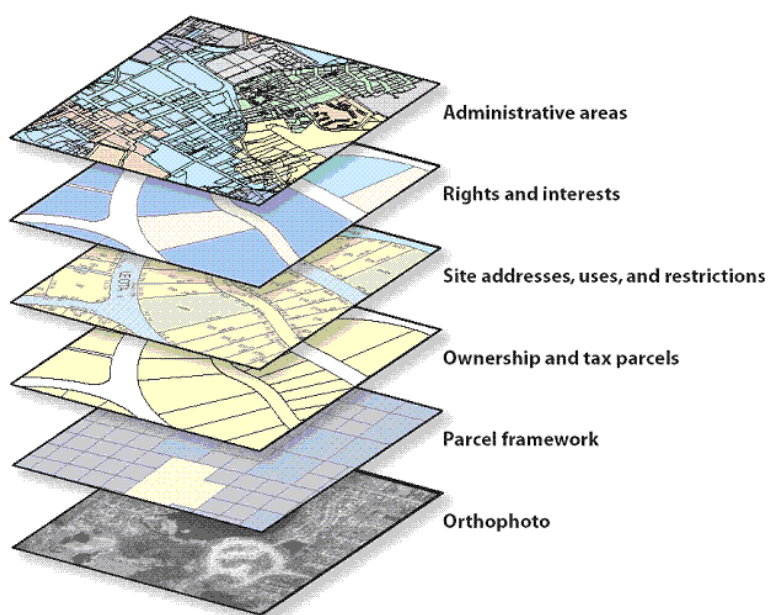 Administrative areas
Rights and interests
Site addresses, uses, and restrictions
Ownership and tax parcels
Parcel framework
Orthophoto